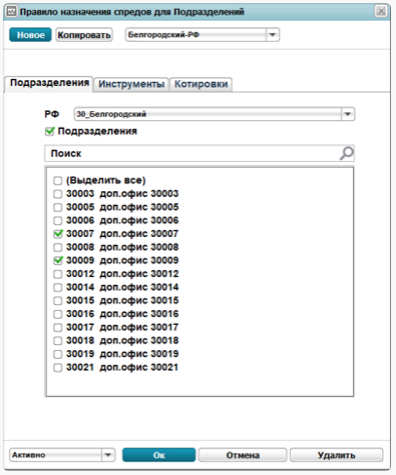 Правило назначения спредов для Подразделений
Новое Копировать Белгородский-РФ
Подразделения Инструменты Котировки
РФ 30_Белгородский
Подразделения
Поиск
(Выделить все)
30003 доп.офис 30003
30005 доп.офис 30005
30006 доп.офис 30006
30007 доп.офис 30007
30008 доп.офис 30008
30009 доп.офис 30009
30012 доп.офис 30012
30014 доп.офис 30014
30015 доп.офис 30015
30016 доп.офис 30016
30017 доп.офис 30017
30018 доп.офис 30018
30019 доп.офис 30019
30021 доп.офис 30021
Активно Ок Отмена Удалить